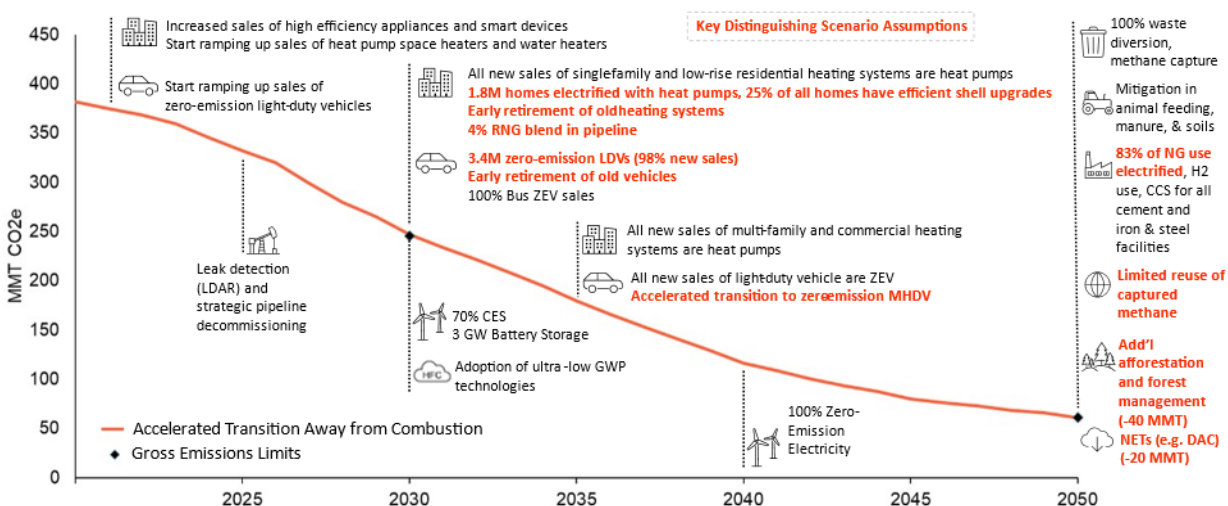 Increased sales of high efficiency appliances and smart devices
Start ramping up sales of heat pump space heaters and water heaters
Key Distinguishing Scenario Assumptions
Start ramping up sales of
zero-emission light-duty vehicles
All new sales of singlefamily and low-rise residential heating systems are heat pumps
1.8M homes electrified with heat pumps, 25% of all homes have efficient shell upgrades
Early retirement of oldheating systems
4% RNG blend in pipeline
3.4M zero-emission LDVs (98% new sales)
Early retirement of old vehicles
100% Bus ZEV sales
Leak detection
(LDAR) and
strategic pipeline
decommissioning
70% CES
3 GW Battery Storage
HFC
Adoption of ultra-low GWP
technologies
All new sales of multi-family and commercial heating
systems are heat pumps
All new sales of light-duty vehicle are ZEV
Accelerated transition to zeroemission MHDV
100% Zero-
Emission
Electricity
100% waste
diversion,
methane capture
Mitigation in
animal feeding,
manure, & soils
83% of NG use
electrified, H2
use, CCS for all
cement and
iron & steel
facilities
Limited reuse of
captured
methane
Add'l
afforestation
and forest
management
(-40 MMT)
NETs (e.g. DAC)
(-20 MMT)
MMT CO2e
450
400
350
300
250
200
150
100
50
0
Accelerated Transition Away from Combustion
Gross Emissions Limits
2025
2030
2035
2040
2045
2050